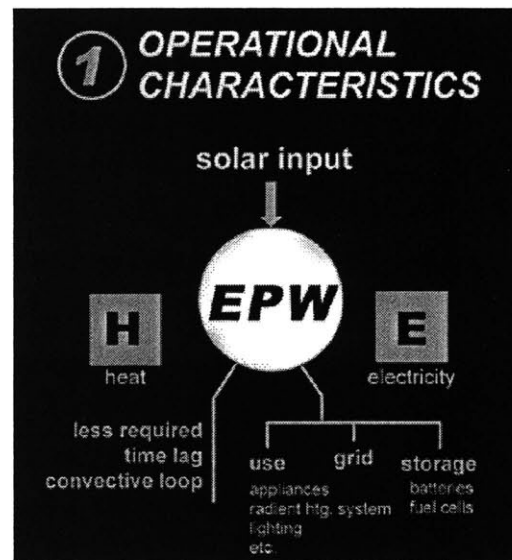 1
OPERATIONAL
CHARACTERISTICS
solar input
EPW
H
heat
E
electricity
less required
time lag
convective loop
use
appliances
radient htg. system
lighting
etc.
grid
storage
batteries
fuel cells